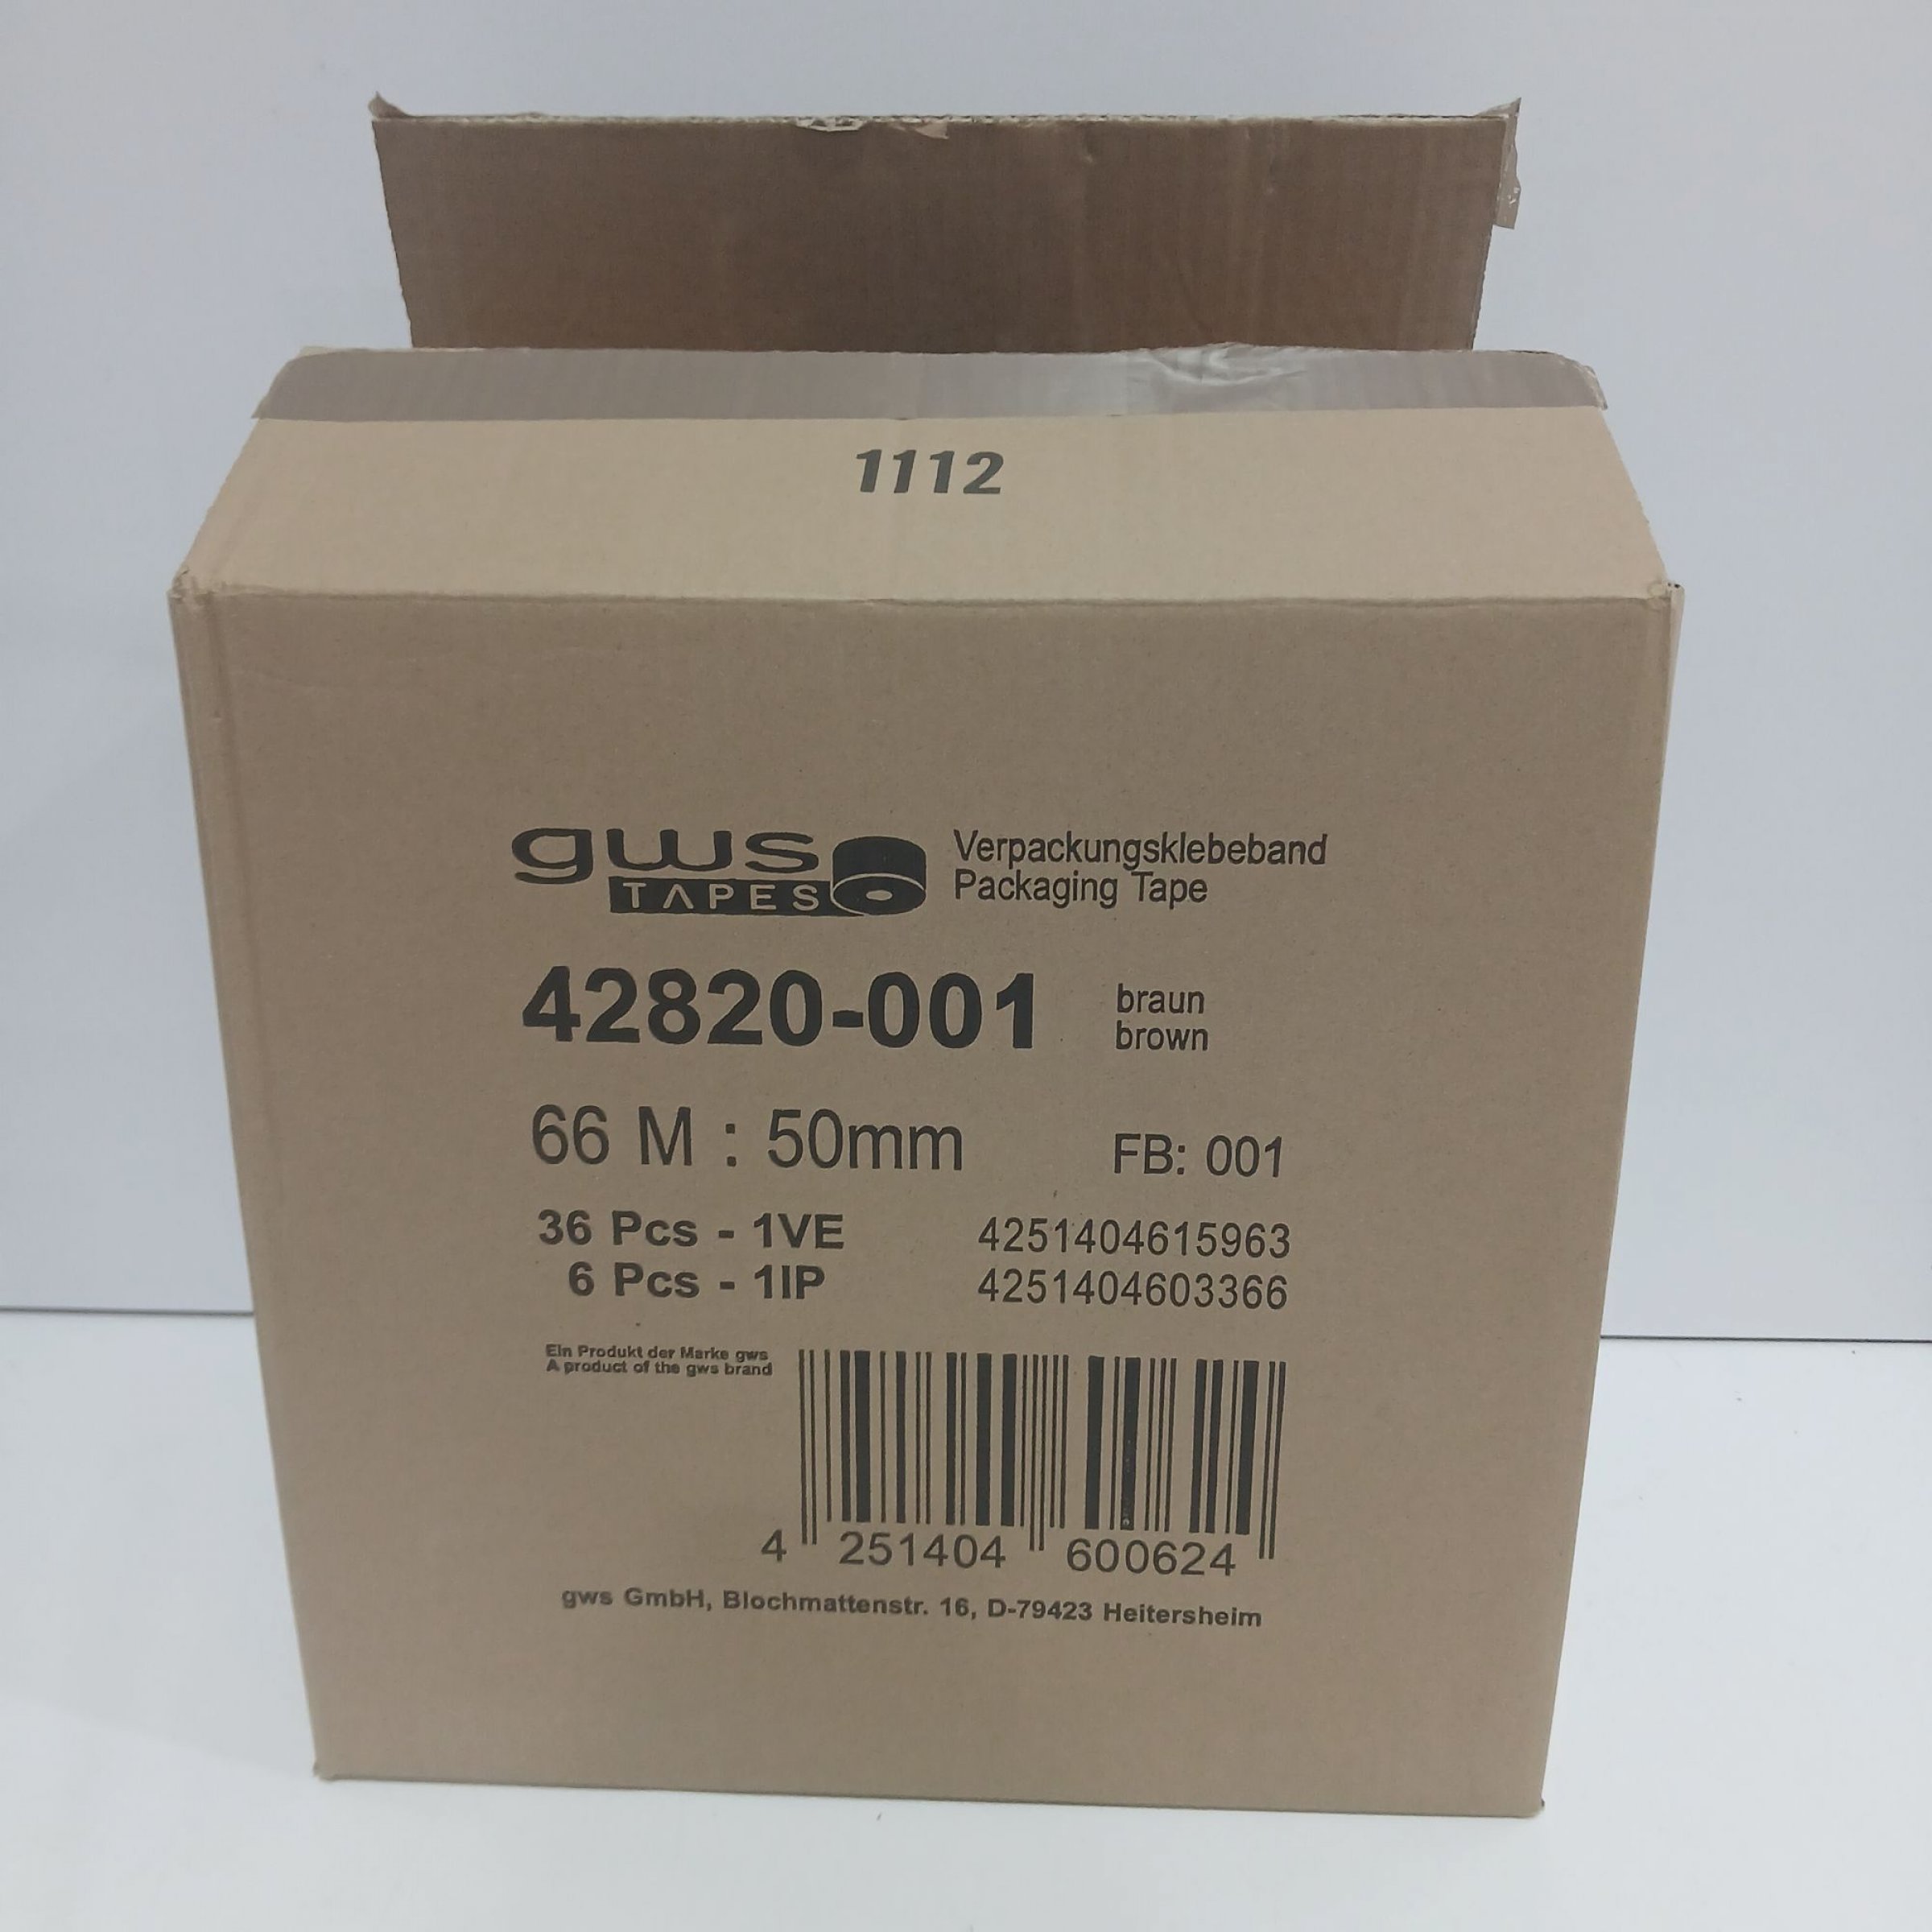 1112
gws
TAPES
Verpackungsklebeband
Packaging Tape
42820-001
braun
brown
66 M : 50mm
FB: 001
36 Pcs - 1VE 4251404615963
6 Pcs - 1IP 4251404603366
Ein Produkt der Marke gws
A product of the gws brand
4 251404 600624
gws GmbH, Blochmattenstr. 16, D-79423 Heitersheim